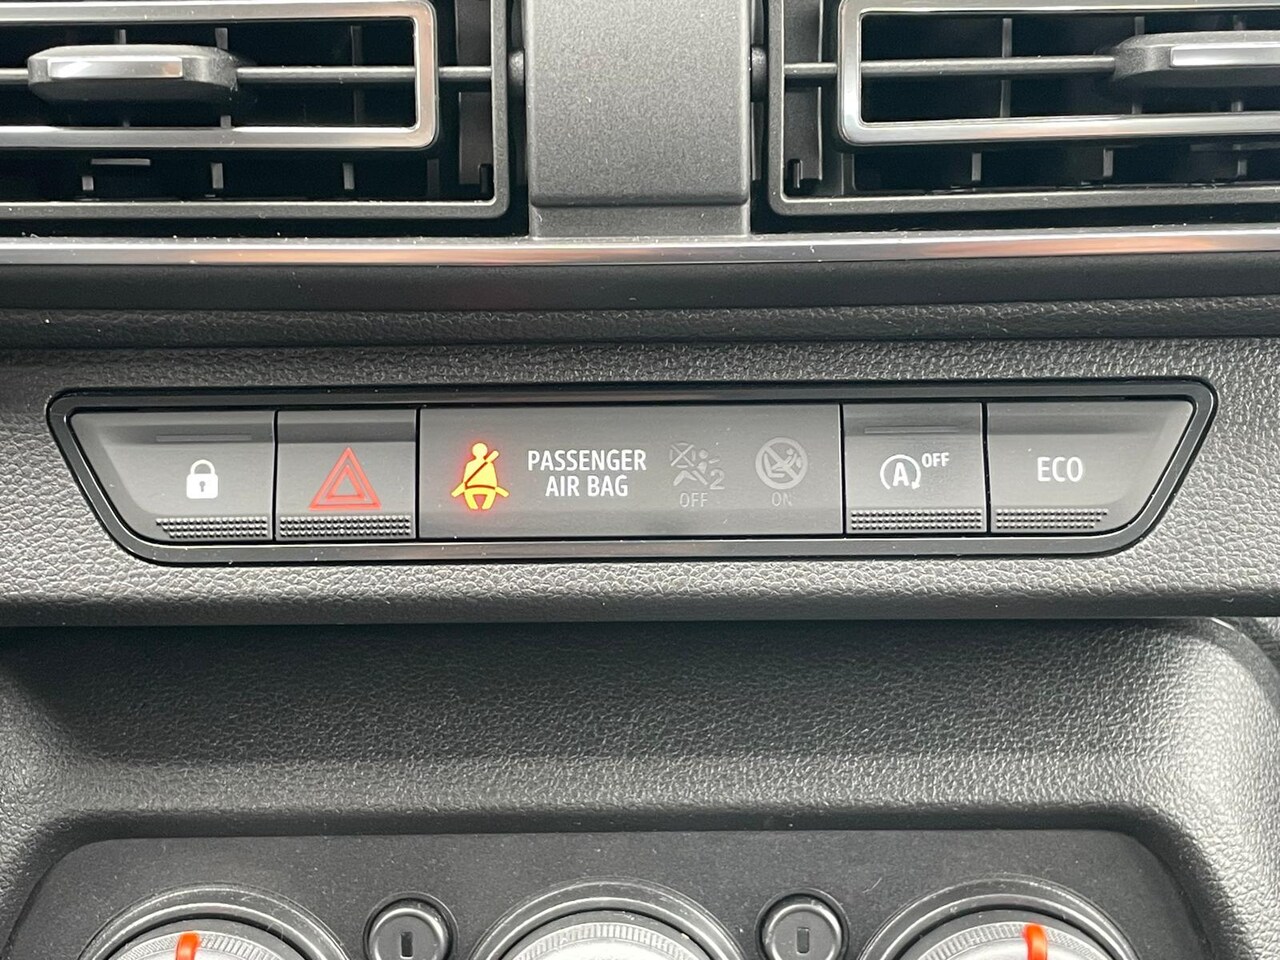 PASSENGER
AIR BAG
2
OFF
ON
A OFF
ECO